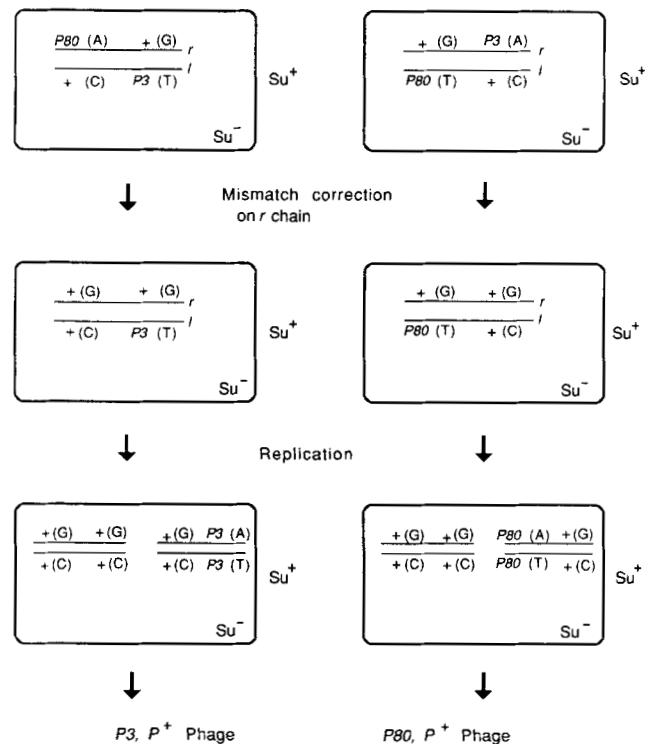 P80 (A) + (G) r
l
+ (C) P3 (T)
Su+
Su−
+ (G) P3 (A) r
l
P80 (T) + (C)
Su+
Su−
Mismatch correction
on r chain
+ (G) + (G) r
l
+ (C) P3 (T)
Su+
Su−
+ (G) + (G) r
l
P80 (T) + (C)
Su+
Su−
Replication
+ (G) + (G) + (G) P3 (A)
+ (C) + (C) + (C) P3 (T)
Su+
Su−
+ (G) + (G) P80 (A) + (G)
+ (C) + (C) P80 (T) + (C)
Su+
Su−
P3, P+ Phage
P80, P+ Phage